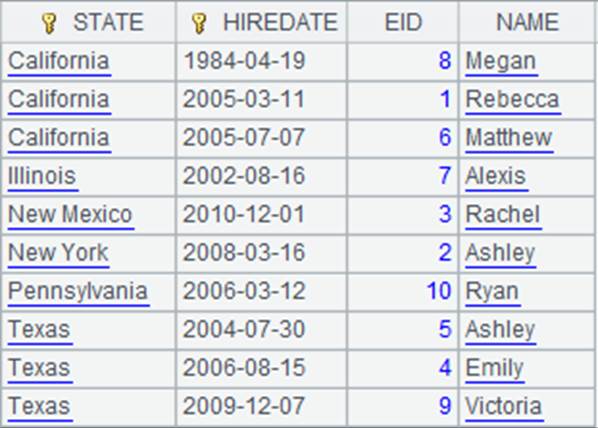 STATE HIREDATE EID NAME
California 1984-04-19 8 Megan
California 2005-03-11 1 Rebecca
California 2005-07-07 6 Matthew
Illinois 2002-08-16 7 Alexis
New Mexico 2010-12-01 3 Rachel
New York 2008-03-16 2 Ashley
Pennsylvania 2006-03-12 10 Ryan
Texas 2004-07-30 5 Ashley
Texas 2006-08-15 4 Emily
Texas 2009-12-07 9 Victoria